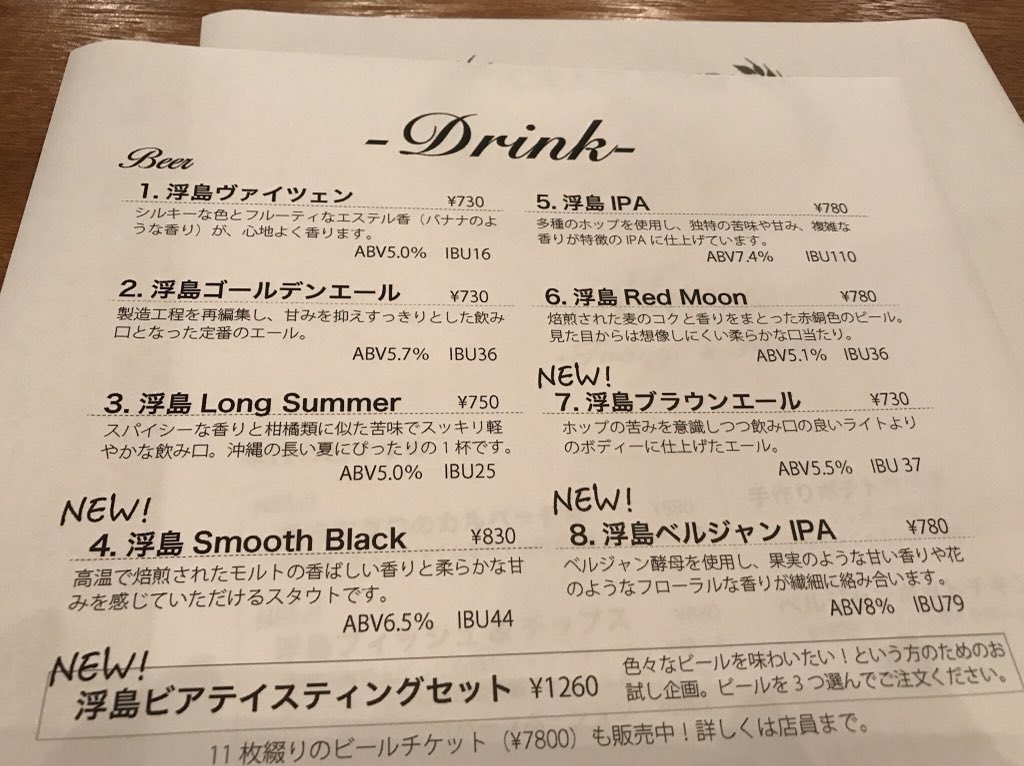 -Drink-
Beer
1. 浮島ヴァイツェン ¥730
シルキーな色とフルーティなエステル香（バナナのよ
うな香り）が、心地よく香ります。
ABV5.0% IBU16
2. 浮島ゴールデンエール ¥730
製造工程を再編集し、甘みを抑えすっきりとした飲み
口となった定番のエール。
ABV5.7% IBU36
3. 浮島 Long Summer ¥750
スパイシーな香りと柑橘類に似た苦味でスッキリ軽
やかな飲み口。沖縄の長い夏にぴったりの1杯です。
ABV5.0% IBU25
NEW!
4. 浮島 Smooth Black ¥830
高温で焙煎されたモルトの香ばしい香りと柔らかな甘
みを感じていただけるスタウトです。
ABV6.5% IBU44
5. 浮島 IPA ¥780
多種のホップを使用し、独特の苦味や甘み、複雑な
香りが特徴の IPA に仕上げています。
ABV7.4% IBU110
6. 浮島 Red Moon ¥780
焙煎された麦のコクと香りをまとった赤銅色のビール。
見た目からは想像しにくい柔らかな口当たり。
ABV5.1% IBU36
NEW!
7. 浮島ブラウンエール ¥730
ホップの苦みを意識しつつ飲み口の良いライトより
のボディーに仕上げたエール。
ABV5.5% IBU 37
NEW!
8. 浮島ベルジャン IPA ¥780
ベルジャン酵母を使用し、果実のような甘い香りや花
のようなフローラルな香りが繊細に絡み合います。
ABV8% IBU79
NEW!
浮島ビアテイスティングセット ¥1260
色々なビールを味わいたい！という方のためのお
試し企画。ビールを3つ選んでご注文ください。
11枚綴りのビールチケット（¥7800）も販売中！詳しくは店員まで。